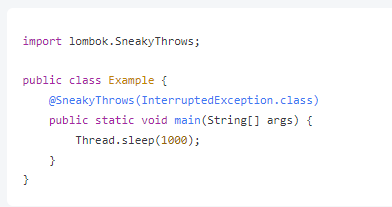 import lombok.SneakyThrows;
public class Example {
    @SneakyThrows(InterruptedException.class)
    public static void main(String[] args) {
        Thread.sleep(1000);
    }
}